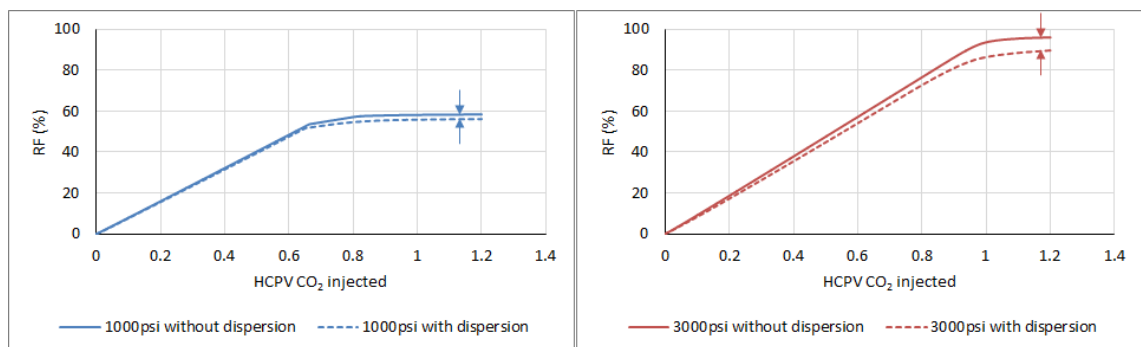 100
80
60
40
20
0
RF (%)
0 0.2 0.4 0.6 0.8 1 1.2 1.4
HCPV CO₂ injected
1000psi without dispersion 1000psi with dispersion
100
80
60
40
20
0
RF (%)
0 0.2 0.4 0.6 0.8 1 1.2 1.4
HCPV CO₂ injected
3000psi without dispersion 3000psi with dispersion